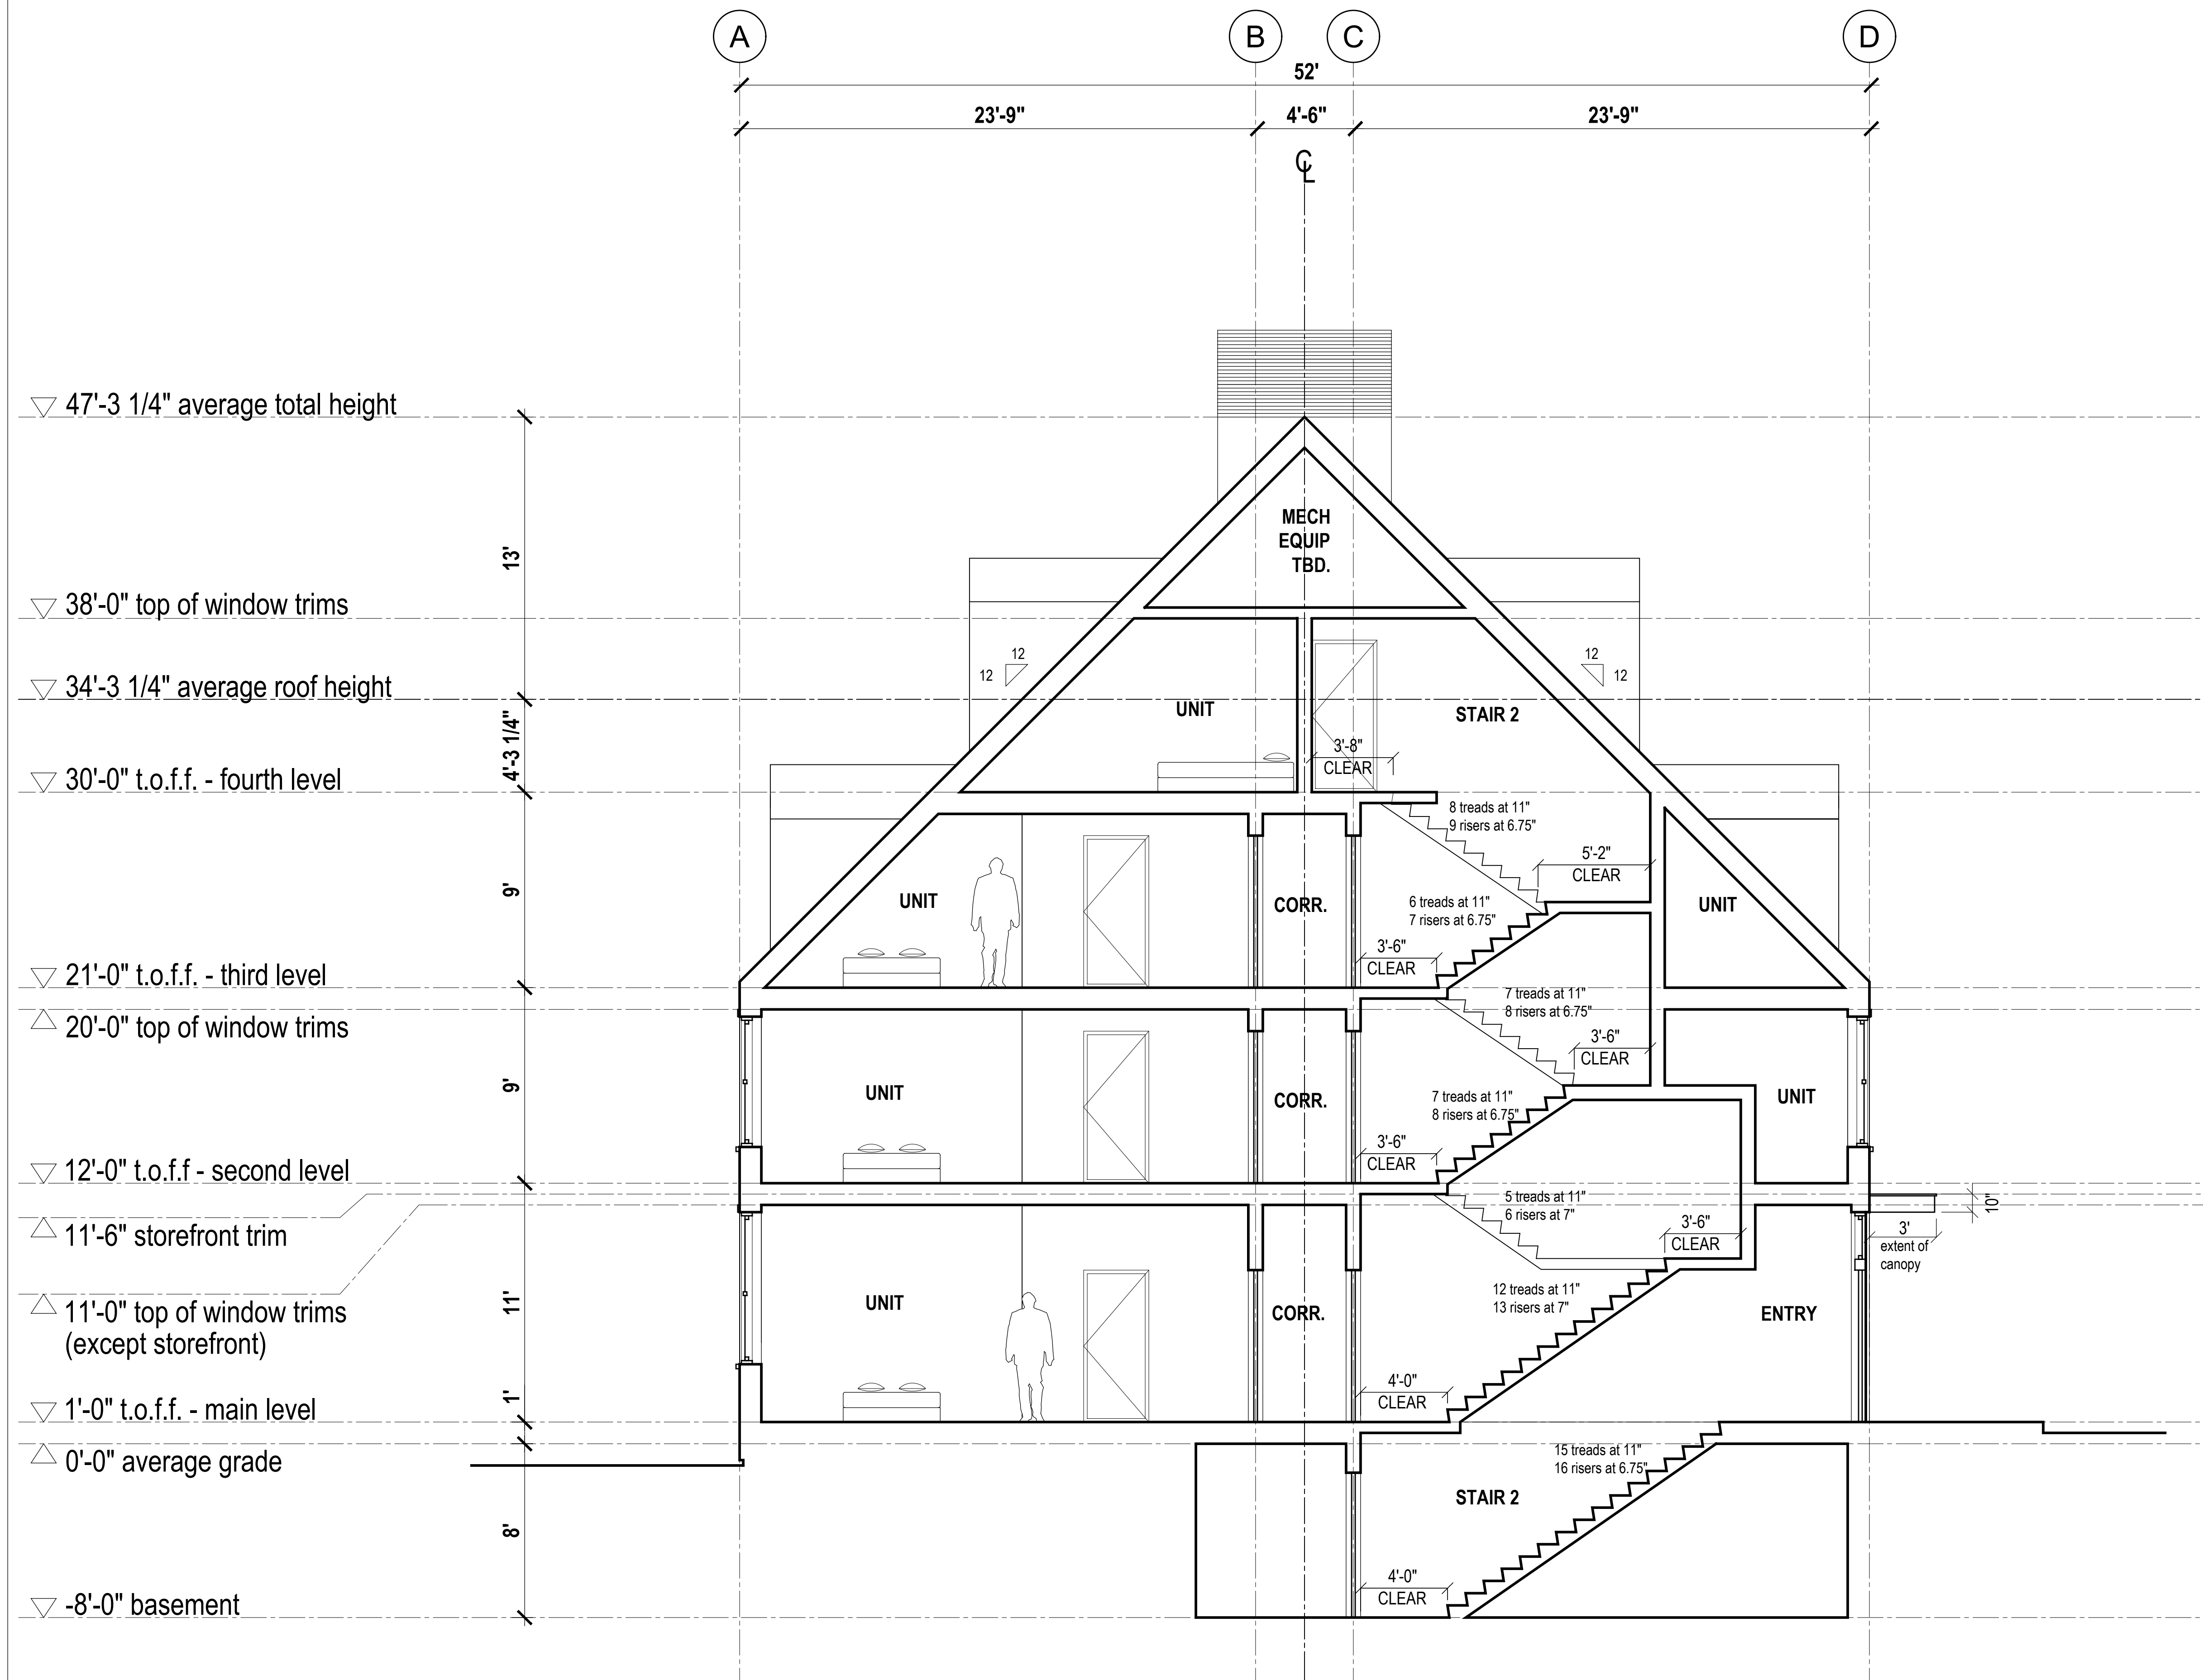 A
B
C
D
52'
23'-9"
4'-6"
23'-9"
CL
47'-3 1/4" average total height
13'
MECH
EQUIP
TBD.
38'-0" top of window trims
12
12
12
12
34'-3 1/4" average roof height
UNIT
STAIR 2
4'-3 1/4"
3'-8"
CLEAR
30'-0" t.o.f.f. - fourth level
8 treads at 11"
9 risers at 6.75"
5'-2"
CLEAR
9'
UNIT
CORR.
6 treads at 11"
7 risers at 6.75"
UNIT
3'-6"
CLEAR
21'-0" t.o.f.f. - third level
7 treads at 11"
8 risers at 6.75"
20'-0" top of window trims
3'-6"
CLEAR
9'
UNIT
CORR.
7 treads at 11"
8 risers at 6.75"
UNIT
3'-6"
CLEAR
12'-0" t.o.f.f - second level
5 treads at 11"
6 risers at 7"
10"
11'-6" storefront trim
3'-6"
CLEAR
3'
extent of
canopy
11'-0" top of window trims
(except storefront)
11'
UNIT
CORR.
12 treads at 11"
13 risers at 7"
ENTRY
4'-0"
CLEAR
1'
1'-0" t.o.f.f. - main level
0'-0" average grade
15 treads at 11"
16 risers at 6.75"
STAIR 2
8'
4'-0"
CLEAR
-8'-0" basement